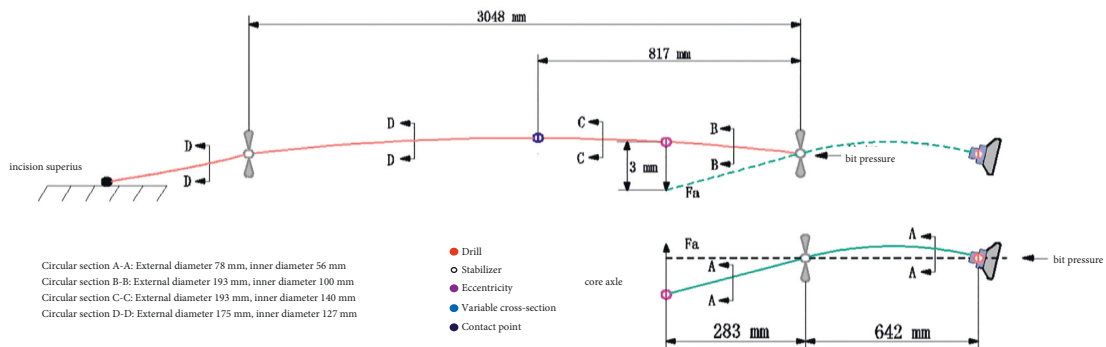 3048 mm
817 mm
D
D
D
D
C
C
B
B
3 mm
Fa
bit pressure
incision superius
Circular section A-A: External diameter 78 mm, inner diameter 56 mm
Circular section B-B: External diameter 193 mm, inner diameter 100 mm
Circular section C-C: External diameter 193 mm, inner diameter 140 mm
Circular section D-D: External diameter 175 mm, inner diameter 127 mm
Drill
Stabilizer
Eccentricity
Variable cross-section
Contact point
core axle
Fa
A
A
A
A
bit pressure
283 mm
642 mm